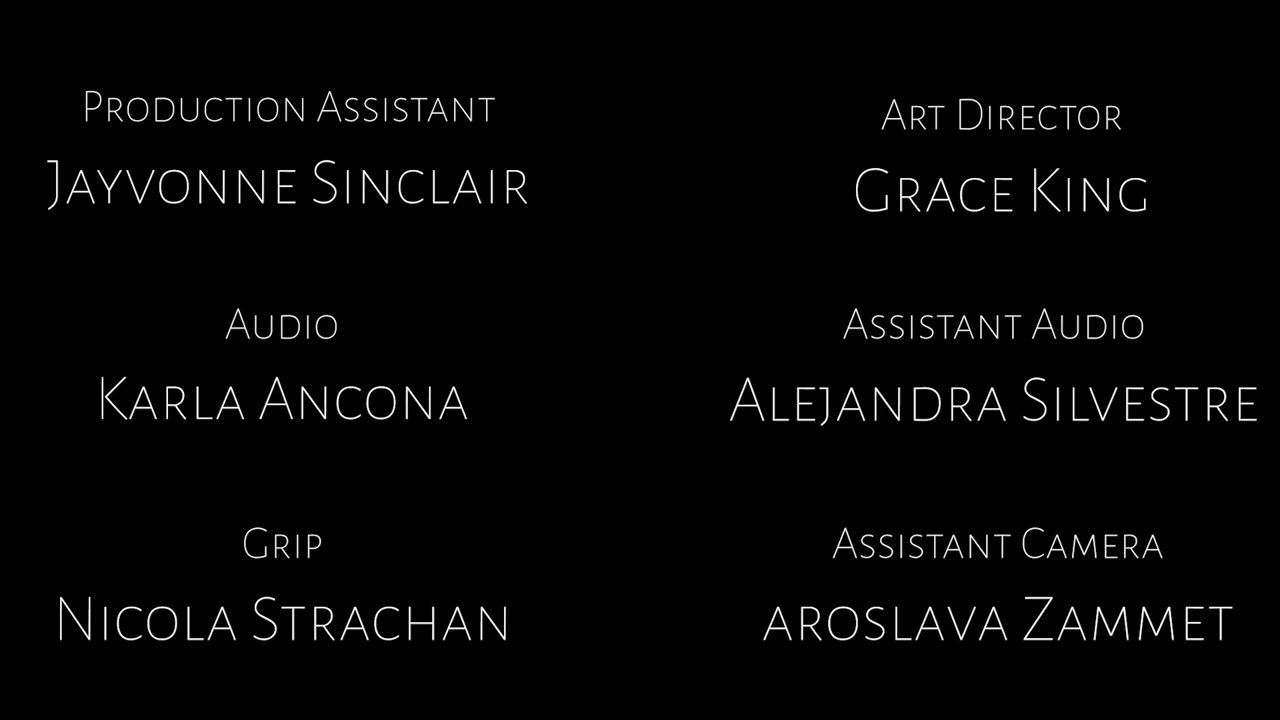 Production Assistant
Jayvonne Sinclair
Art Director
Grace King
Audio
Karla Ancona
Assistant Audio
Alejandra Silvestre
Grip
Nicola Strachan
Assistant Camera
aroslava Zammet